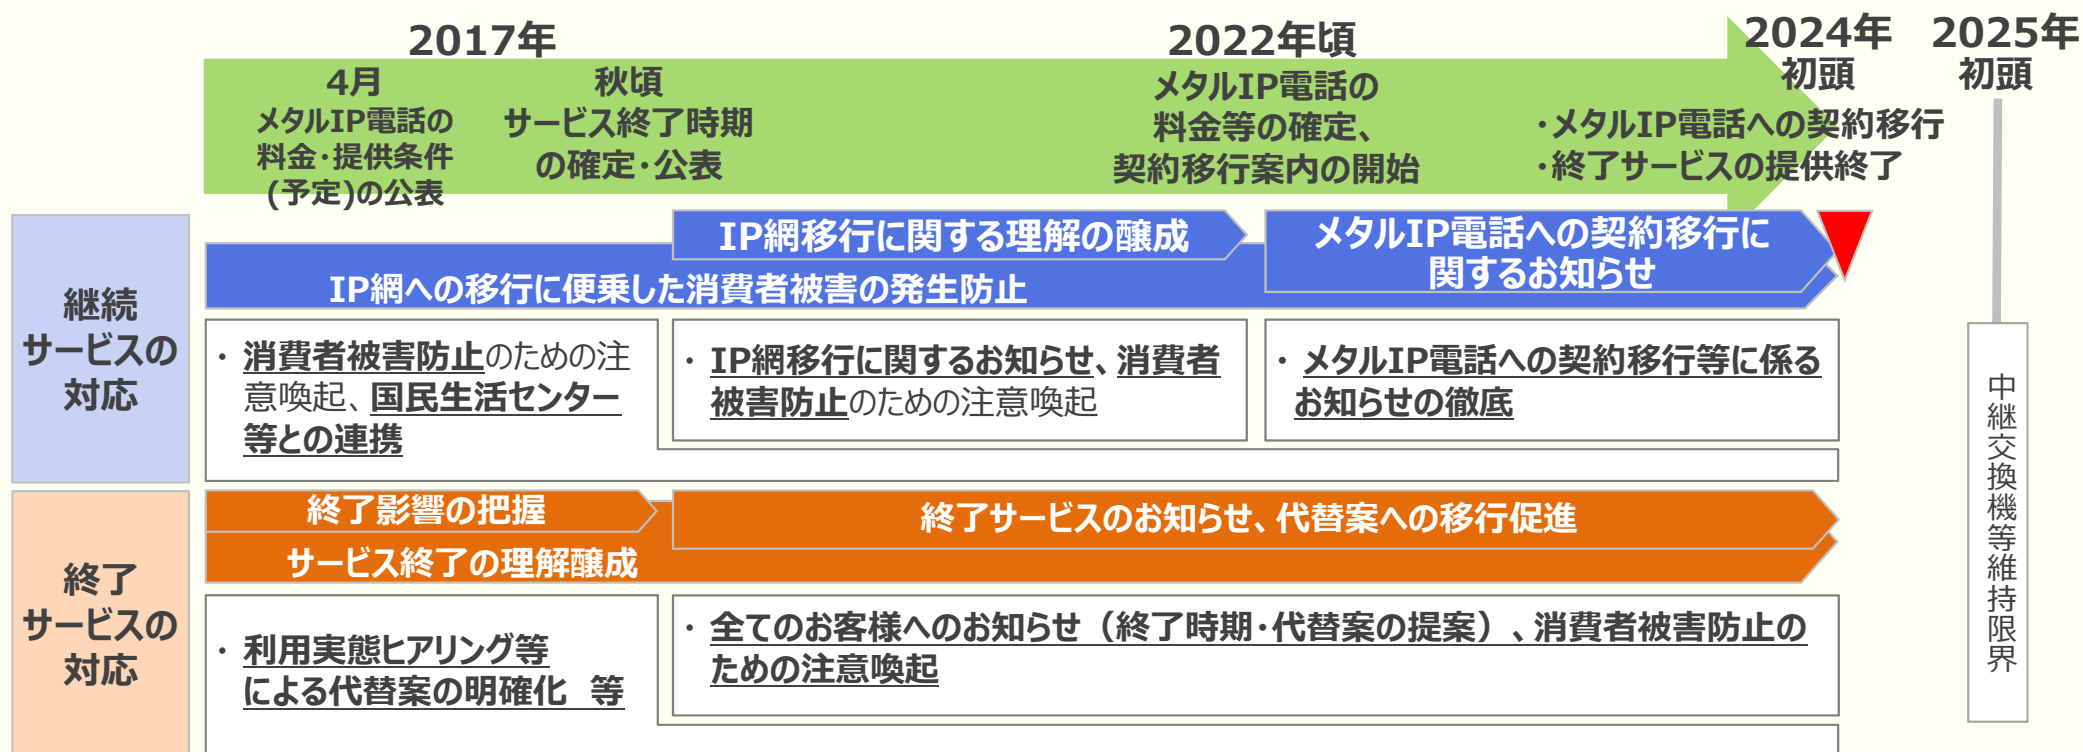 2017年
2022年頃
2024年
初頭
2025年
初頭
4月
メタルIP電話の
料金・提供条件
(予定)の公表
秋頃
サービス終了時期
の確定・公表
メタルIP電話の
料金等の確定、
契約移行案内の開始
・メタルIP電話への契約移行
・終了サービスの提供終了
継続
サービスの
対応
IP網移行に関する理解の醸成
メタルIP電話への契約移行に
関するお知らせ
IP網への移行に便乗した消費者被害の発生防止
・ 消費者被害防止のための注
意喚起、国民生活センター
等との連携
・ IP網移行に関するお知らせ、消費者
被害防止のための注意喚起
・ メタルIP電話への契約移行等に係る
お知らせの徹底
中継交換機等維持限界
終了
サービスの
対応
終了影響の把握
終了サービスのお知らせ、代替案への移行促進
サービス終了の理解醸成
・ 利用実態ヒアリング等
による代替案の明確化 等
・ 全てのお客様へのお知らせ（終了時期・代替案の提案）、消費者被害防止の
ための注意喚起